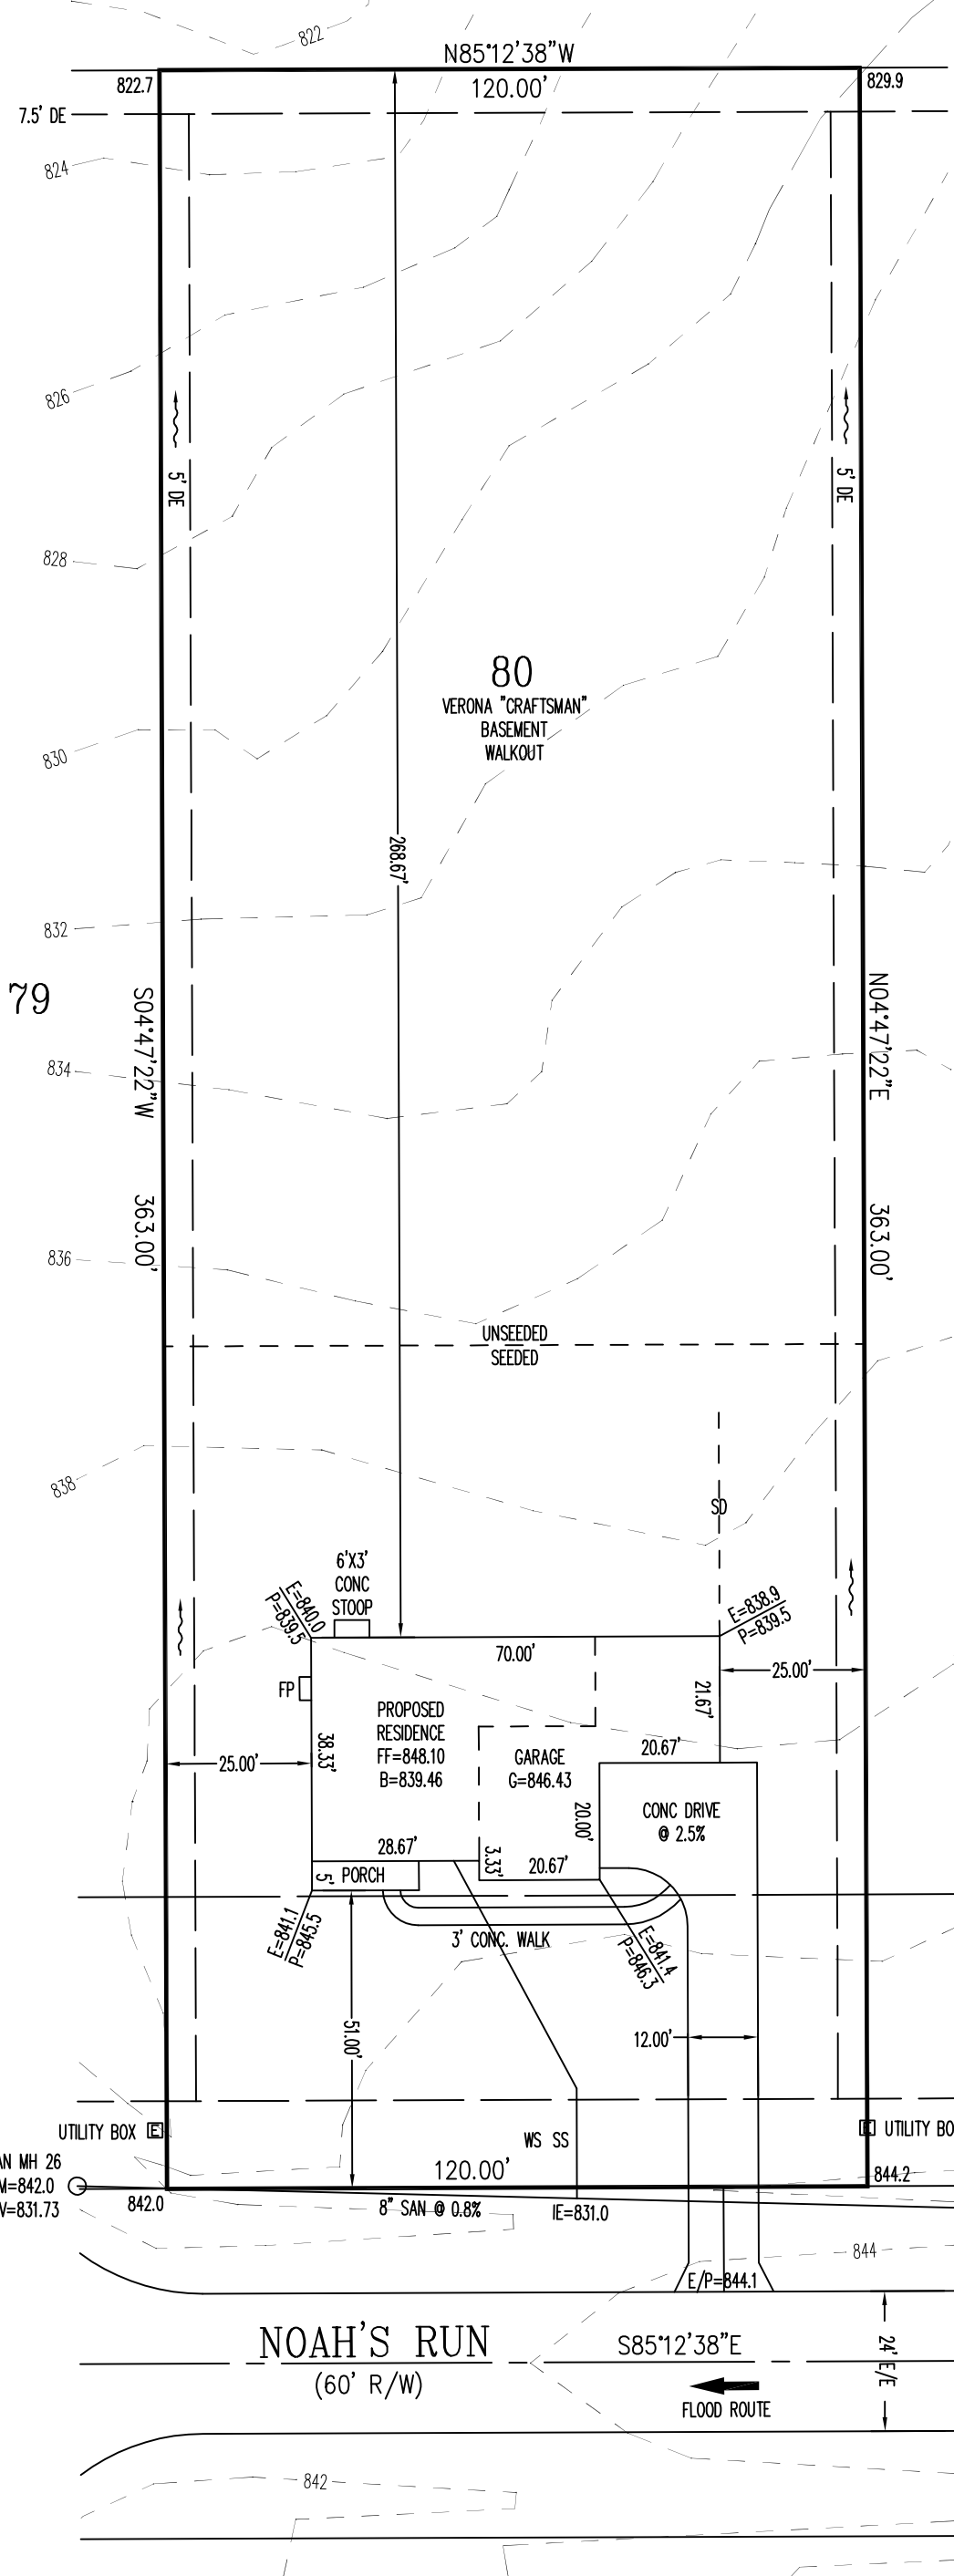 822
N85°12'38"W
822.7
120.00'
829.9
7.5' DE
824
826
5' DE
5' DE
828
80
VERONA "CRAFTSMAN"
BASEMENT
WALKOUT
830
268.67'
832
79
S04°47'22"W
N04°47'22"E
834
363.00'
363.00'
836
UNSEEDED
SEEDED
838
SD
6'X3'
CONC
STOOP
E=840.0
P=839.5
E=838.9
P=839.5
70.00'
25.00'
FP
21.67'
PROPOSED
RESIDENCE
FF=848.10
B=839.46
38.33'
25.00'
GARAGE
G=846.43
20.67'
CONC DRIVE
@ 2.5%
20.00'
28.67'
3.33'
20.67'
5'
PORCH
E=841.1
P=845.5
3' CONC. WALK
E=841.4
P=846.3
51.00'
12.00'
UTILITY BOX E
E UTILITY BO
WS SS
AN MH 26
M=842.0
V=831.73
120.00'
844.2
842.0
8" SAN @ 0.8%
IE=831.0
844
E/P=844.1
NOAH'S RUN
(60' R/W)
S85°12'38"E
24' E/E
FLOOD ROUTE
842